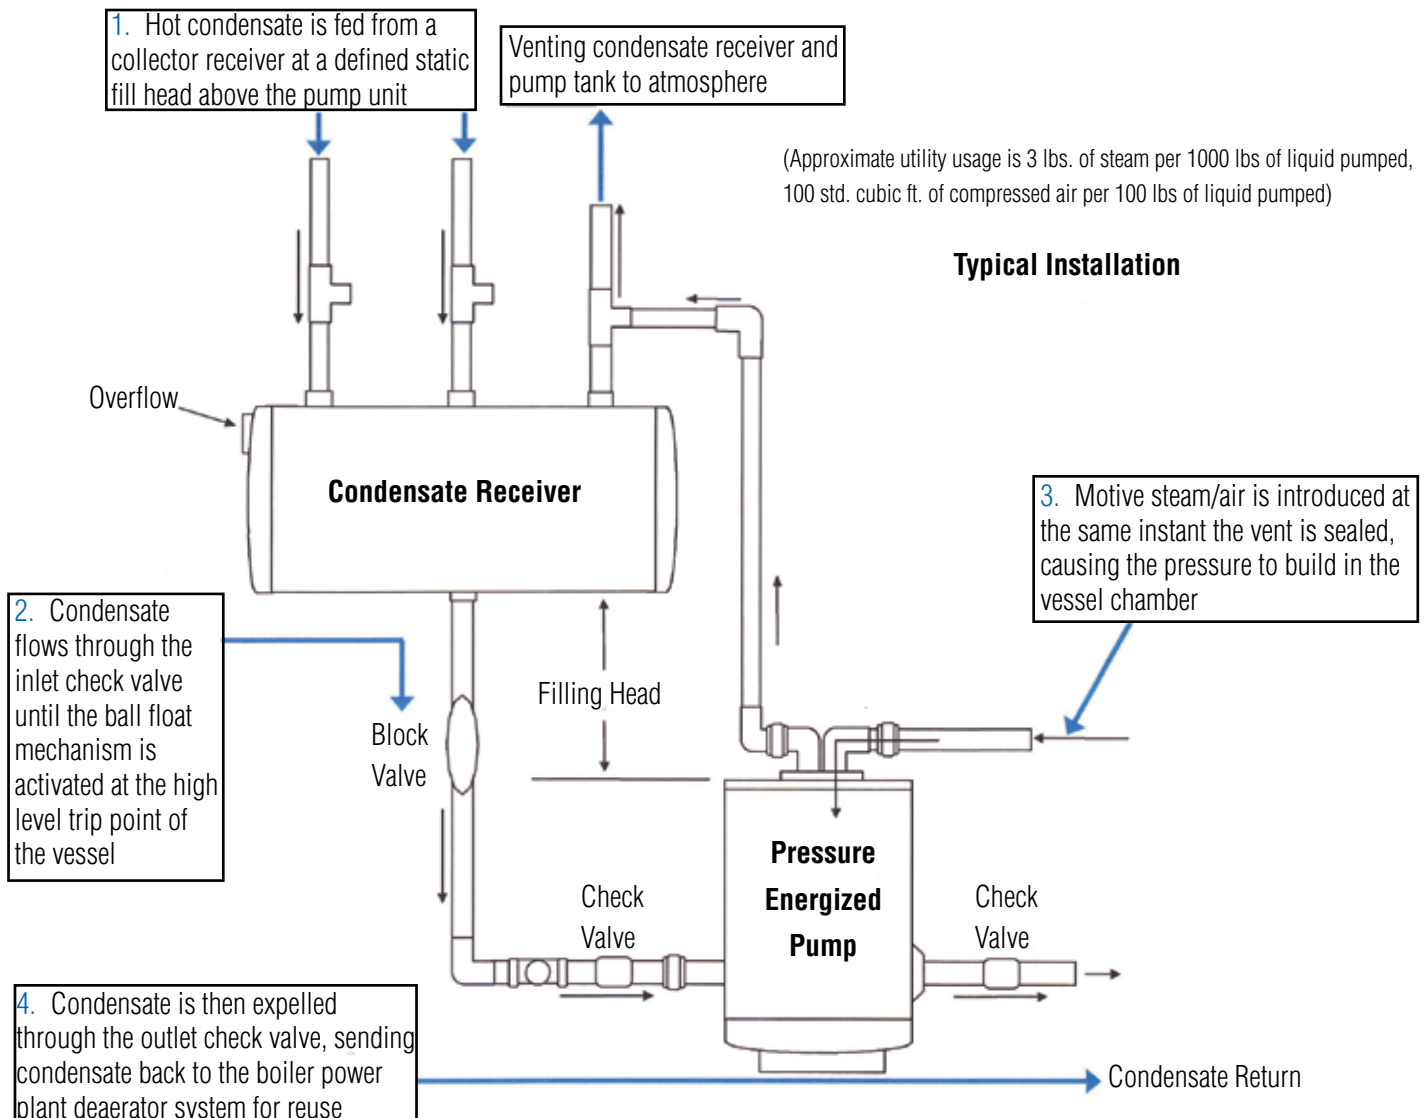 1. Hot condensate is fed from a
collector receiver at a defined static
fill head above the pump unit
Venting condensate receiver and
pump tank to atmosphere
(Approximate utility usage is 3 lbs. of steam per 1000 lbs of liquid pumped,
100 std. cubic ft. of compressed air per 100 lbs of liquid pumped)
Typical Installation
Overflow
Condensate Receiver
3. Motive steam/air is introduced at
the same instant the vent is sealed,
causing the pressure to build in the
vessel chamber
2. Condensate
flows through the
inlet check valve
until the ball float
mechanism is
activated at the high
level trip point of
the vessel
Filling Head
Block
Valve
Pressure
Energized
Pump
Check
Valve
Check
Valve
4. Condensate is then expelled
through the outlet check valve, sending
condensate back to the boiler power
plant deaerator system for reuse
Condensate Return